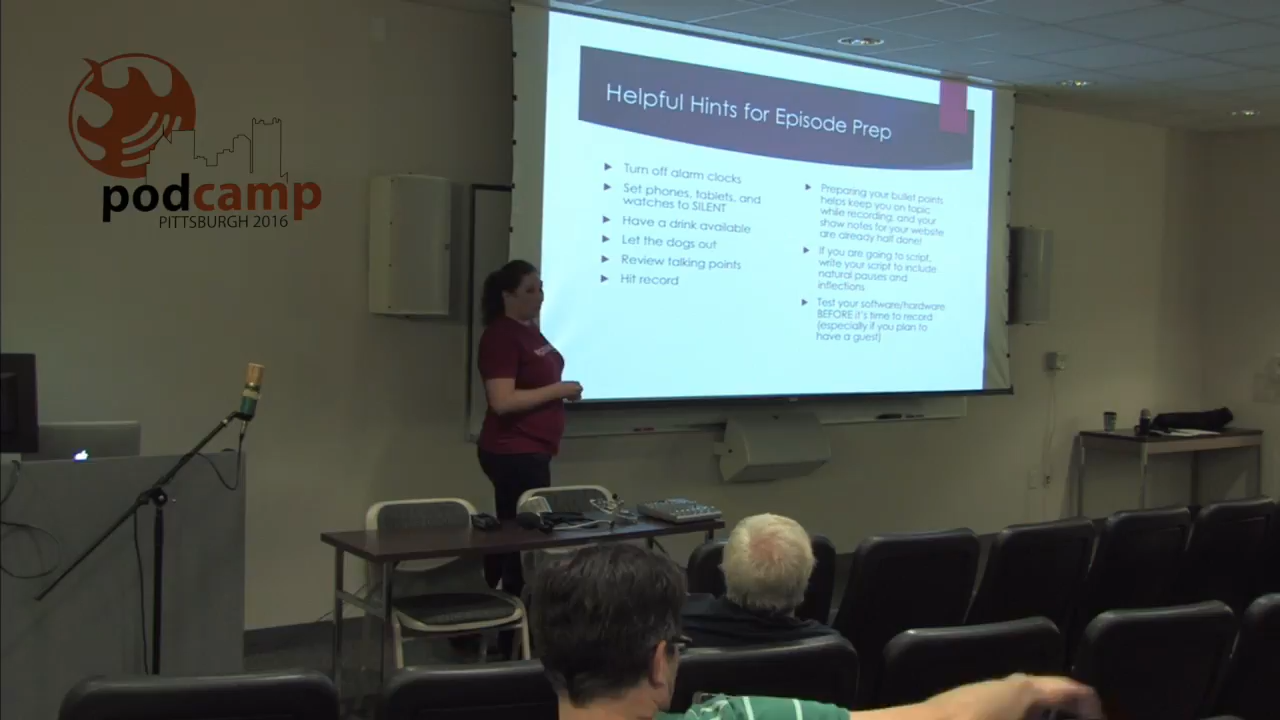 podcamp
PITTSBURGH 2016
Helpful Hints for Episode Prep
Turn off alarm clocks
Set phones, tablets, and
watches to SILENT
Have a drink available
Let the dogs out
Review talking points
Hit record
Preparing your bullet points,
helps keep you on topic
while recording, and your
show notes for your website
are already half done!
If you are going to script,
write your script to include
natural pauses and
inflections
Test your software/hardware
BEFORE it's time to record
(especially if you plan to
have a guest)